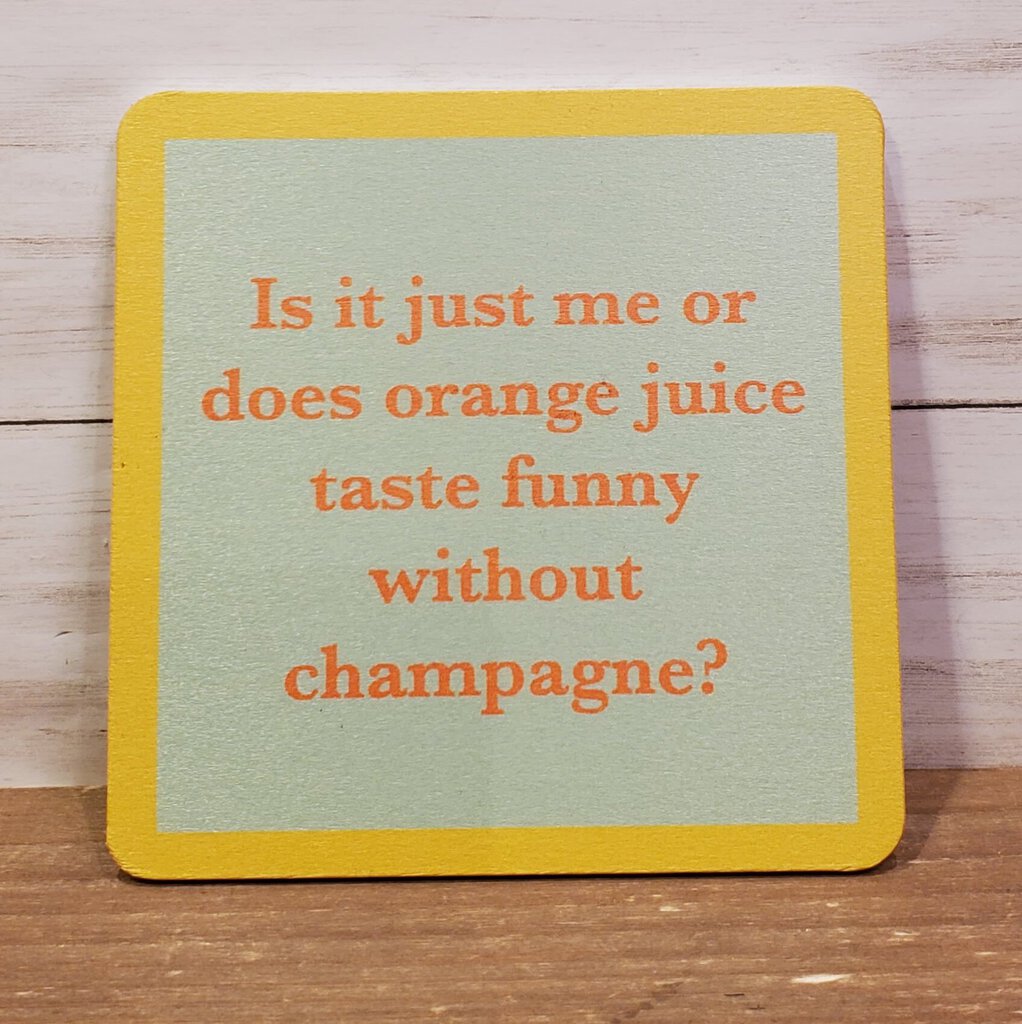 Is it just me or
does orange juice
taste funny
without
champagne?